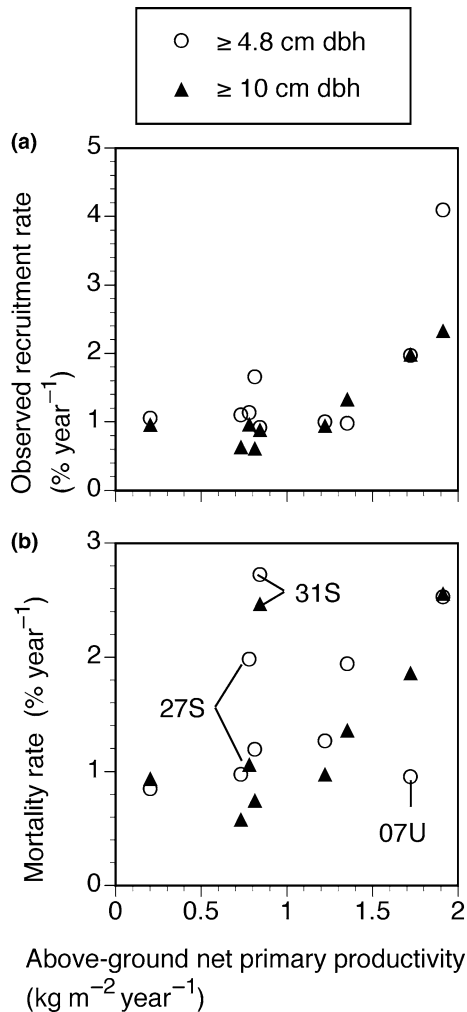 ≥ 4.8 cm dbh
≥ 10 cm dbh
(a)
5
4
3
2
1
0
Observed recruitment rate
(% year⁻¹)
(b)
3
2
1
0
Mortality rate (% year⁻¹)
31S
27S
07U
0 0.5 1 1.5 2
Above-ground net primary productivity
(kg m⁻² year⁻¹)